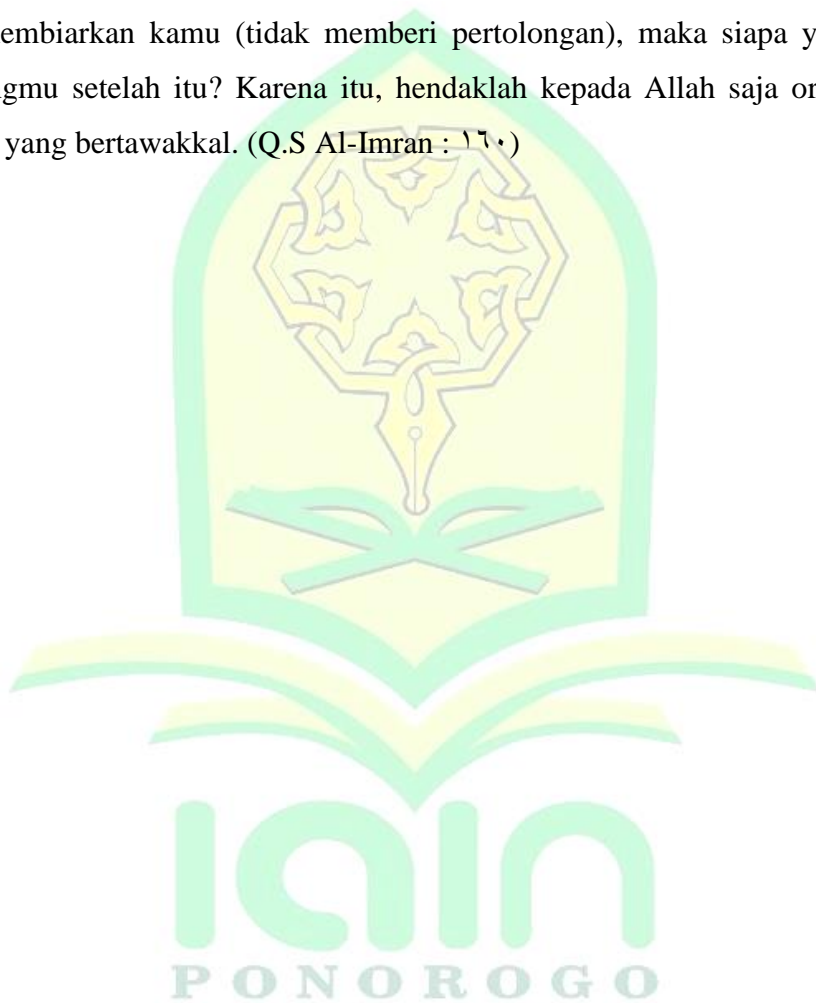 embiarkan kamu (tidak memberi pertolongan), maka siapa y
gmu setelah itu? Karena itu, hendaklah kepada Allah saja or
yang bertawakkal. (Q.S Al-Imran : ١٦٠)
iain
PONOROGO